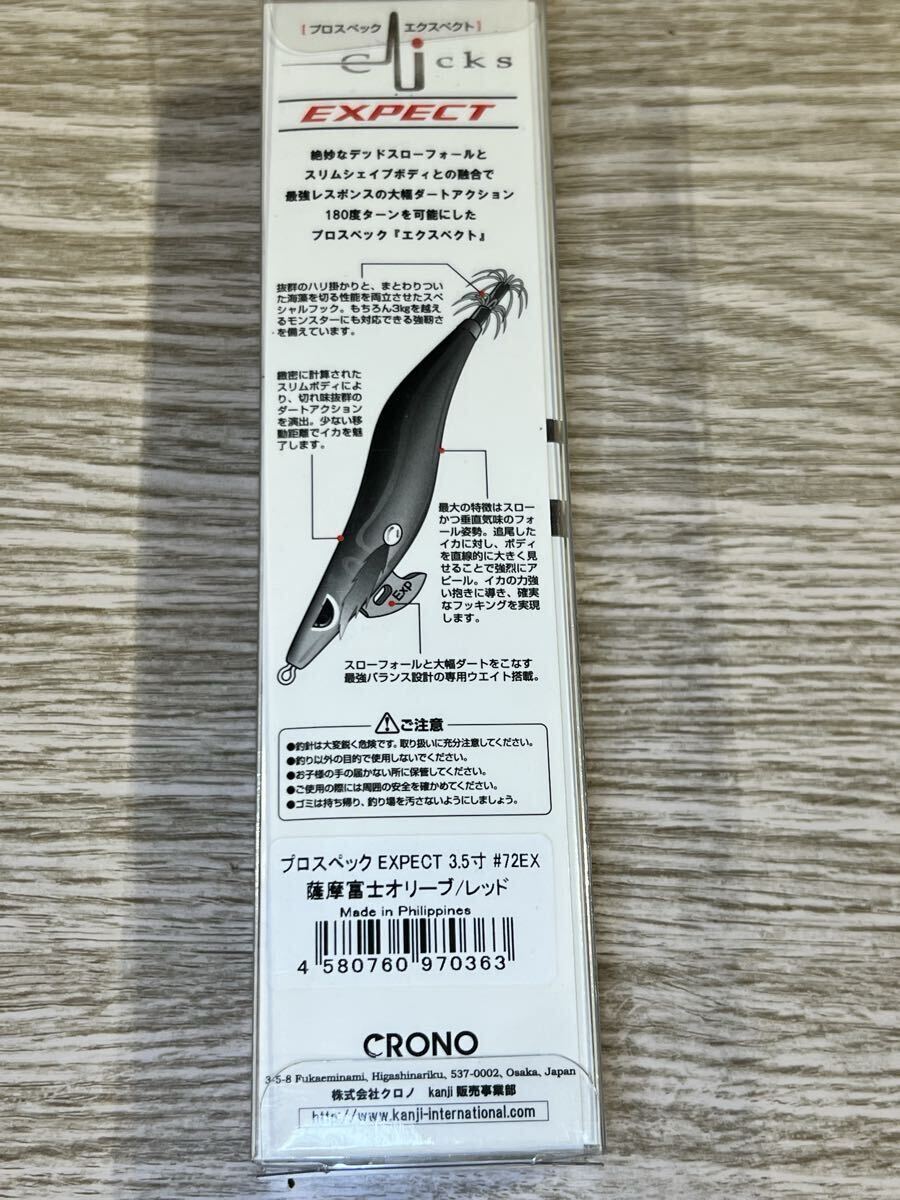 [プロスペック エクスペクト]
clicks
EXPECT
絶妙なデッドスローフォールと
スリムシェイプボディとの融合で
最強レスポンスの大幅ダートアクション
180度ターンを可能にした
プロスペック『エクスペクト』
抜群のハリ掛かりと、まとわりつい
た海藻を切る性能を両立させたスペ
シャルフック。もちろん3kgを越え
るモンスターにも対応できる強靭さ
を備えています。
緻密に計算された
スリムボディによ
り、切れ味抜群の
ダートアクション
を演出。少ない移
動距離でイカを魅
了します。
最大の特徴はスロー
かつ垂直気味のフォ
ール姿勢。追尾した
イカに対し、ボディ
を直線的に大きく見
せることで強烈にア
ピール。イカの力強
い抱きに導き、確実
なフッキングを実現
します。
Exp
スローフォールと大幅ダートをこなす
最強バランス設計の専用ウエイト搭載。
ご注意
●釣針は大変鋭く危険です。取り扱いに充分注意してください。
●釣り以外の目的で使用しないでください。
●お子様の手の届かない所に保管してください。
●ご使用の際には周囲の安全を確かめてください。
●ゴミは持ち帰り、釣り場を汚さないようにしましょう。
プロスペック EXPECT 3.5寸 #72EX
薩摩富士オリーブ/レッド
Made in Philippines
4 580760 970363
CRONO
3-5-8 Fukaeminami, Higashinariku, 537-0002, Osaka, Japan
株式会社クロノ kanji 販売事業部
http://www.kanji-international.com